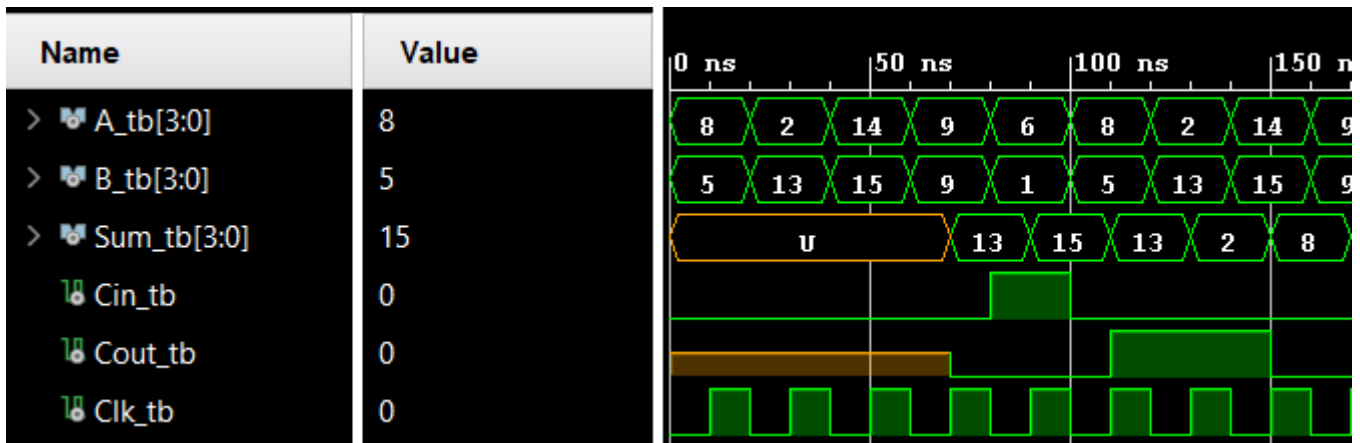 Name Value 0 ns 50 ns 100 ns 150 n
A_tb[3:0] 8 8 2 14 9 6 8 2 14 9
B_tb[3:0] 5 5 13 15 9 1 5 13 15 9
Sum_tb[3:0] 15 U 13 15 13 2 8
Cin_tb 0
Cout_tb 0
Clk_tb 0